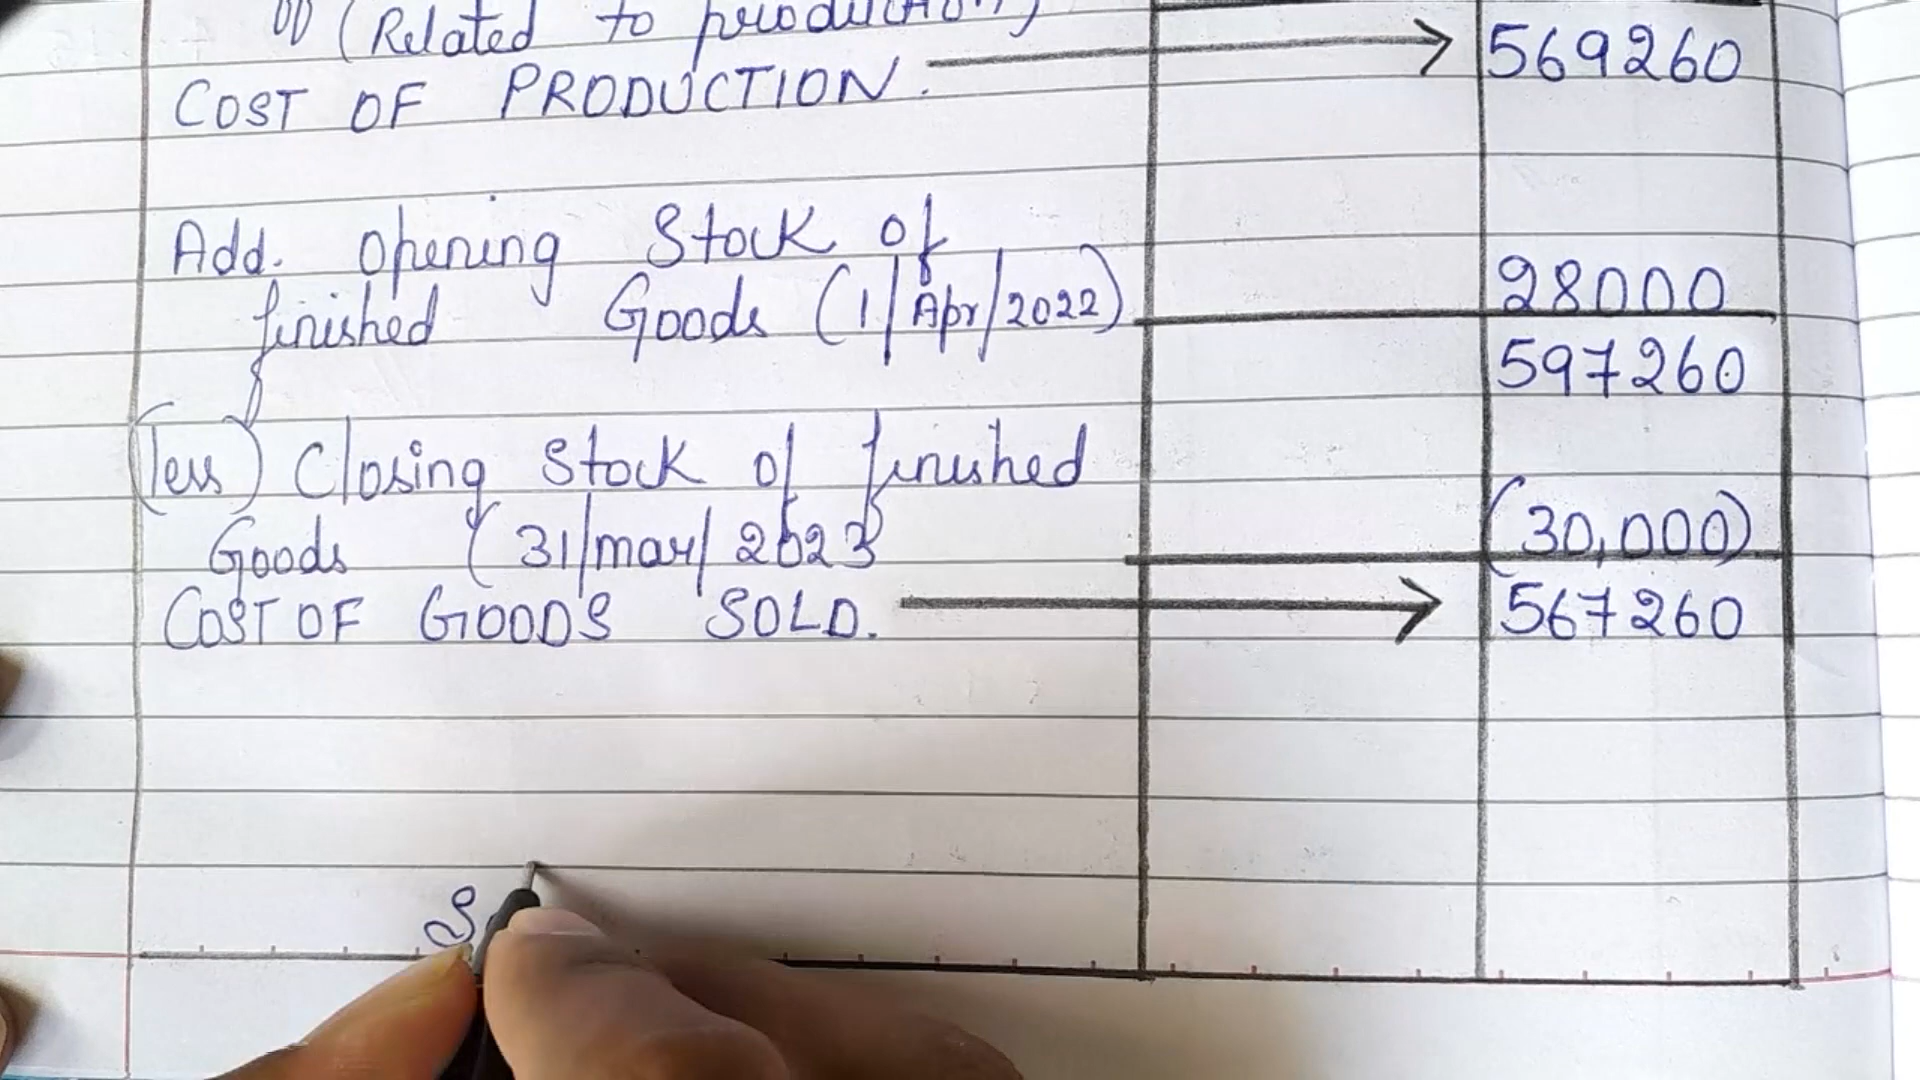 (Related to production)
COST OF PRODUCTION. 569260
Add. Opening Stock of
finished Goods (1/Apr/2022) 28000
597260
(less) Closing Stock of finished
Goods (31/mar/2023 (30,000)
COST OF GOODS SOLD. 567260
S